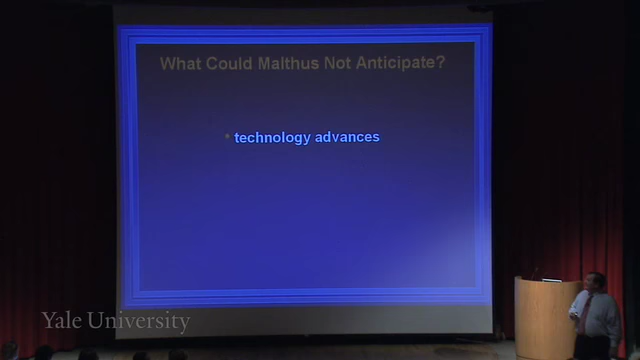 What Could Malthus Not Anticipate?
* technology advances
Yale University